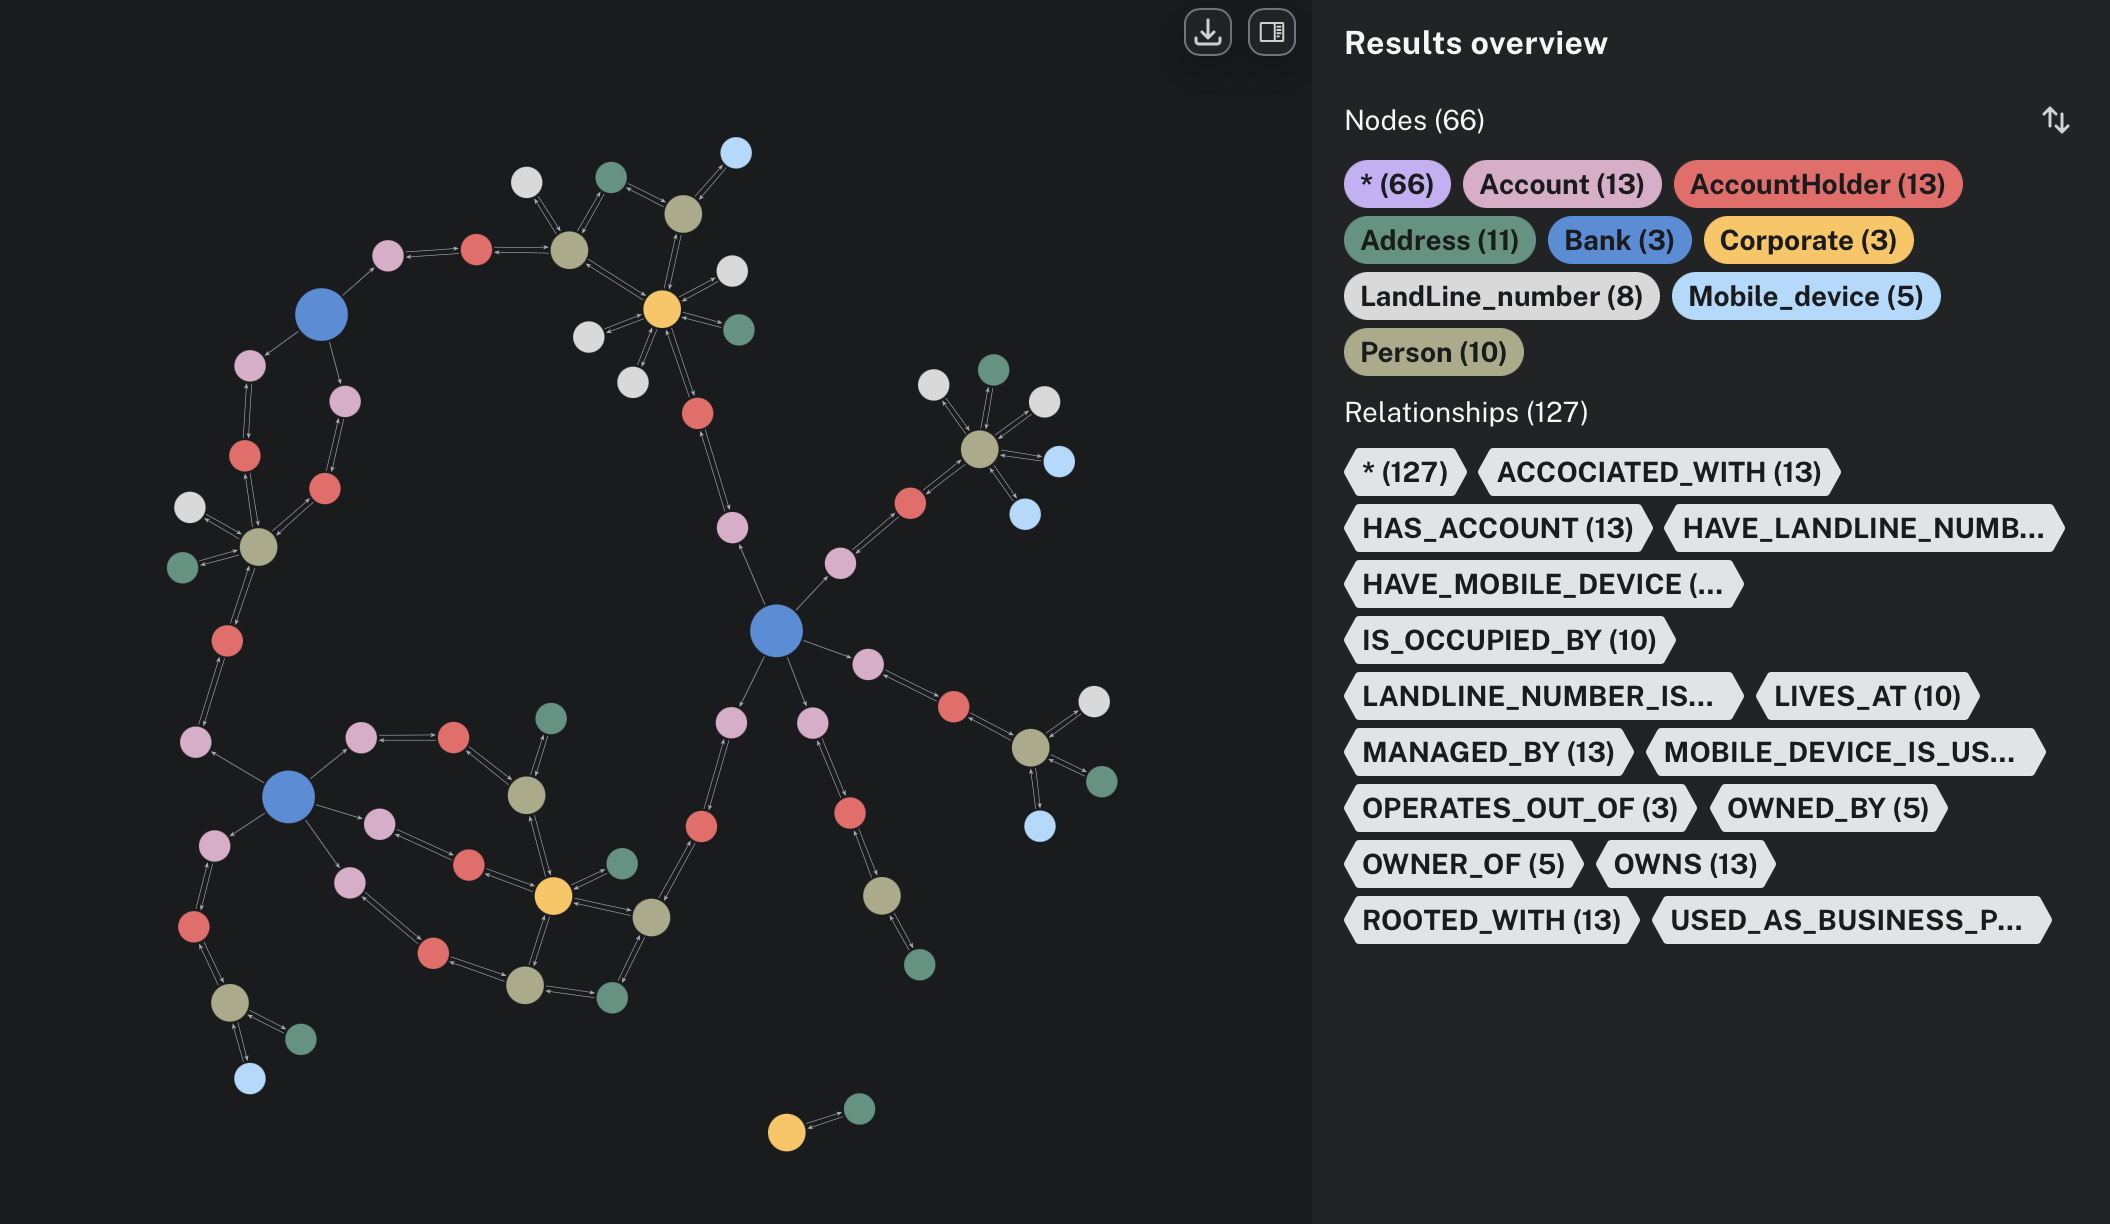 Results overview
Nodes (66)
* (66) Account (13) AccountHolder (13)
Address (11) Bank (3) Corporate (3)
LandLine_number (8) Mobile_device (5)
Person (10)
Relationships (127)
* (127) ACCOCIATED_WITH (13)
HAS_ACCOUNT (13) HAVE_LANDLINE_NUMB...
HAVE_MOBILE_DEVICE (...
IS_OCCUPIED_BY (10)
LANDLINE_NUMBER_IS... LIVES_AT (10)
MANAGED_BY (13) MOBILE_DEVICE_IS_US...
OPERATES_OUT_OF (3) OWNED_BY (5)
OWNER_OF (5) OWNS (13)
ROOTED_WITH (13) USED_AS_BUSINESS_P...